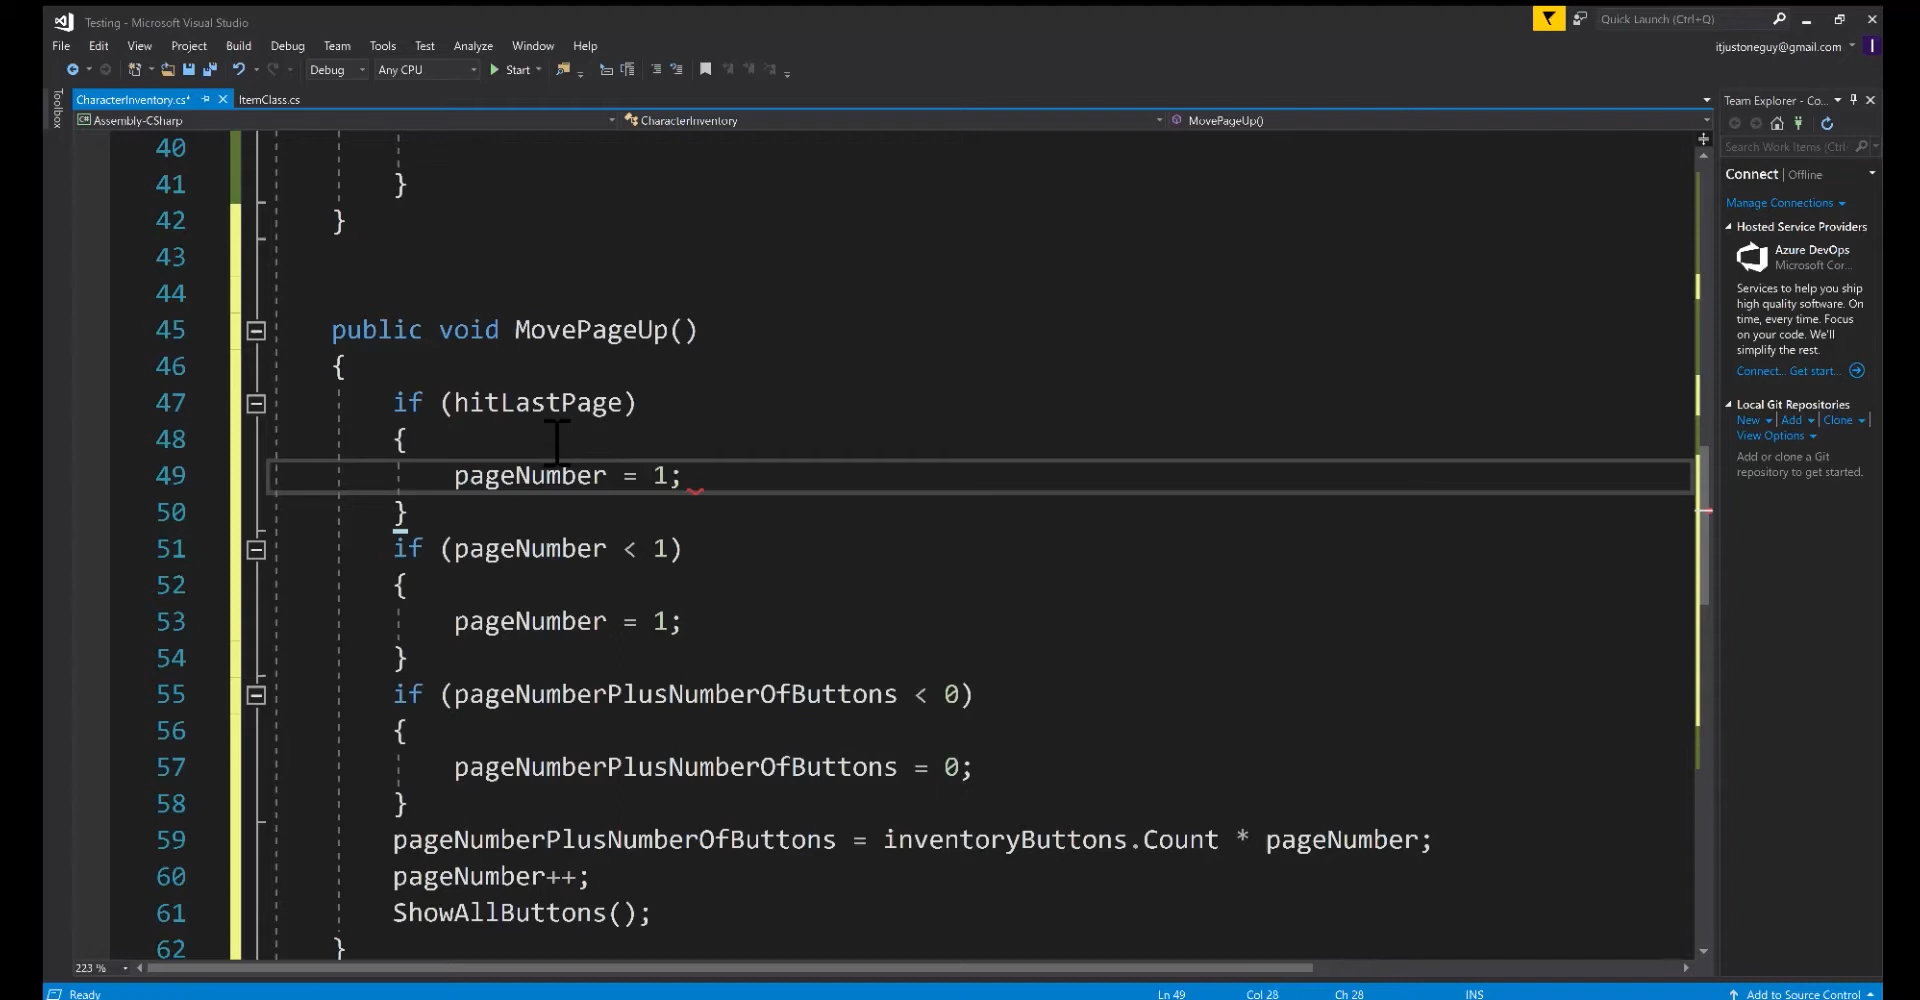 Testing - Microsoft Visual Studio
Quick Launch (Ctrl+Q)
File Edit View Project Build Debug Team Tools Test Analyze Window Help
itjustoneguy@gmail.com
I
Debug Any CPU Start
Toolbox
CharacterInventory.cs* ItemClass.cs
Team Explorer - Co...
Assembly-CSharp CharacterInventory MovePageUp()
Search Work Items (Ctrl+
40
41 }
42 }
43
44
45 public void MovePageUp()
46 {
47 if (hitLastPage)
48 {
49 pageNumber = 1;
50 }
51 if (pageNumber < 1)
52 {
53 pageNumber = 1;
54 }
55 if (pageNumberPlusNumberOfButtons < 0)
56 {
57 pageNumberPlusNumberOfButtons = 0;
58 }
59 pageNumberPlusNumberOfButtons = inventoryButtons.Count * pageNumber;
60 pageNumber++;
61 ShowAllButtons();
62 }
Connect | Offline
Manage Connections
Hosted Service Providers
Azure DevOps
Microsoft Cor...
Services to help you ship
high quality software. On
time, every time. Focus
on your code. We'll
simplify the rest.
Connect... Get start...
Local Git Repositories
New Add Clone
View Options
Add or clone a Git
repository to get started.
223 %
Ready Ln 49 Col 28 Ch 28 INS Add to Source Control